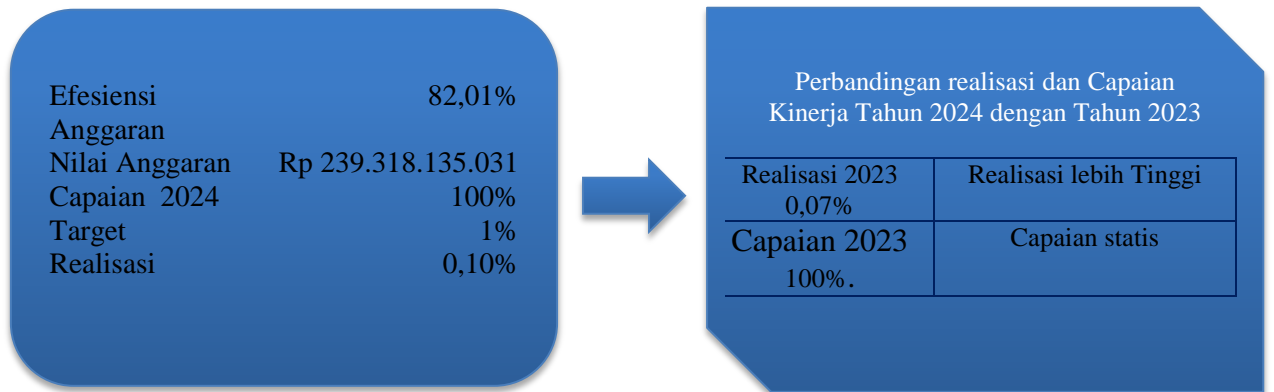 Efesiensi 82,01%
Anggaran
Nilai Anggaran Rp 239.318.135.031
Capaian 2024 100%
Target 1%
Realisasi 0,10%
Perbandingan realisasi dan Capaian
Kinerja Tahun 2024 dengan Tahun 2023
Realisasi 2023 Realisasi lebih Tinggi
0,07%
Capaian 2023 Capaian statis
100%.